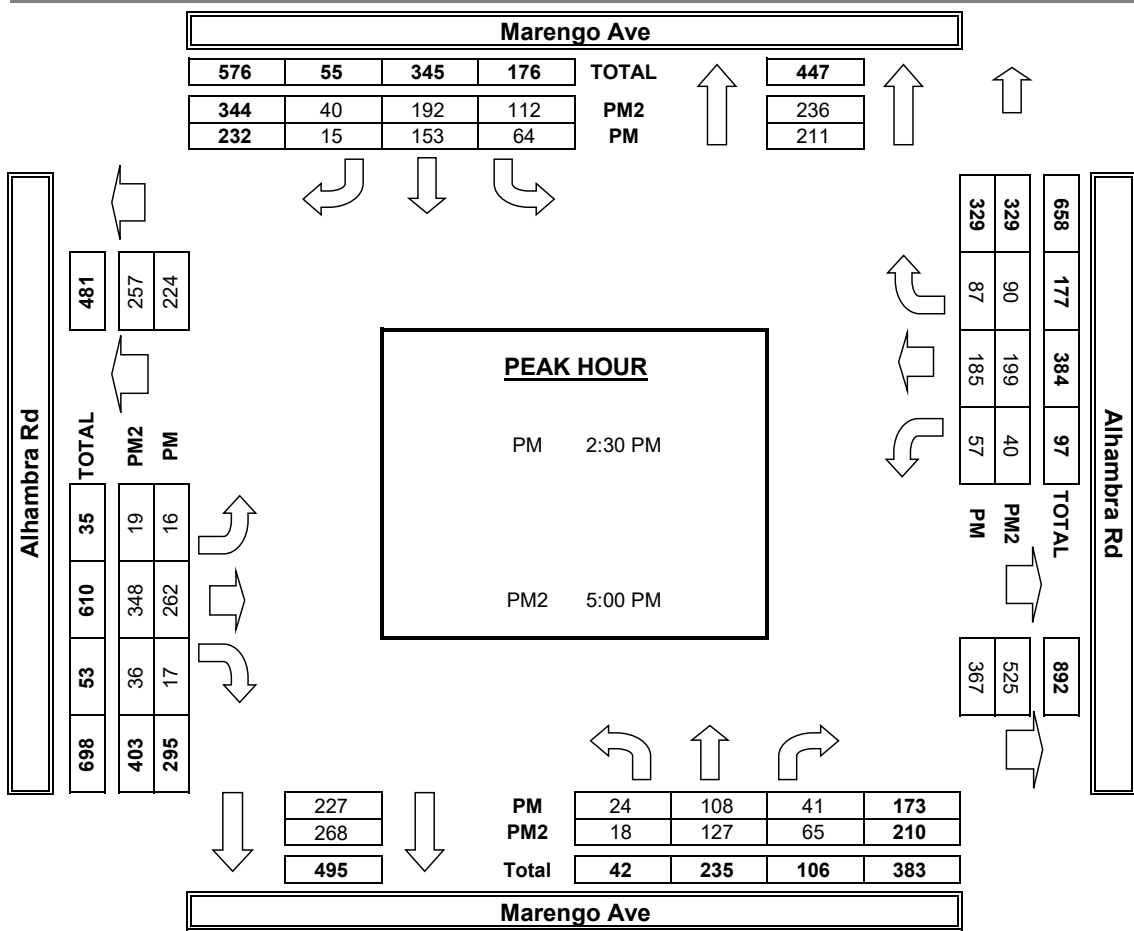 Marengo Ave
576 55 345 176 TOTAL 447
344 40 192 112 PM2 236
232 15 153 64 PM 211
Alhambra Rd
481 257 224
TOTAL PM2 PM
35 19 16
610 348 262
53 36 17
698 403 295
PEAK HOUR
PM 2:30 PM
PM2 5:00 PM
329 329 658
87 90 177
185 199 384
57 40 97
PM PM2 TOTAL
367 525 892
Alhambra Rd
227 PM 24 108 41 173
268 PM2 18 127 65 210
495 Total 42 235 106 383
Marengo Ave